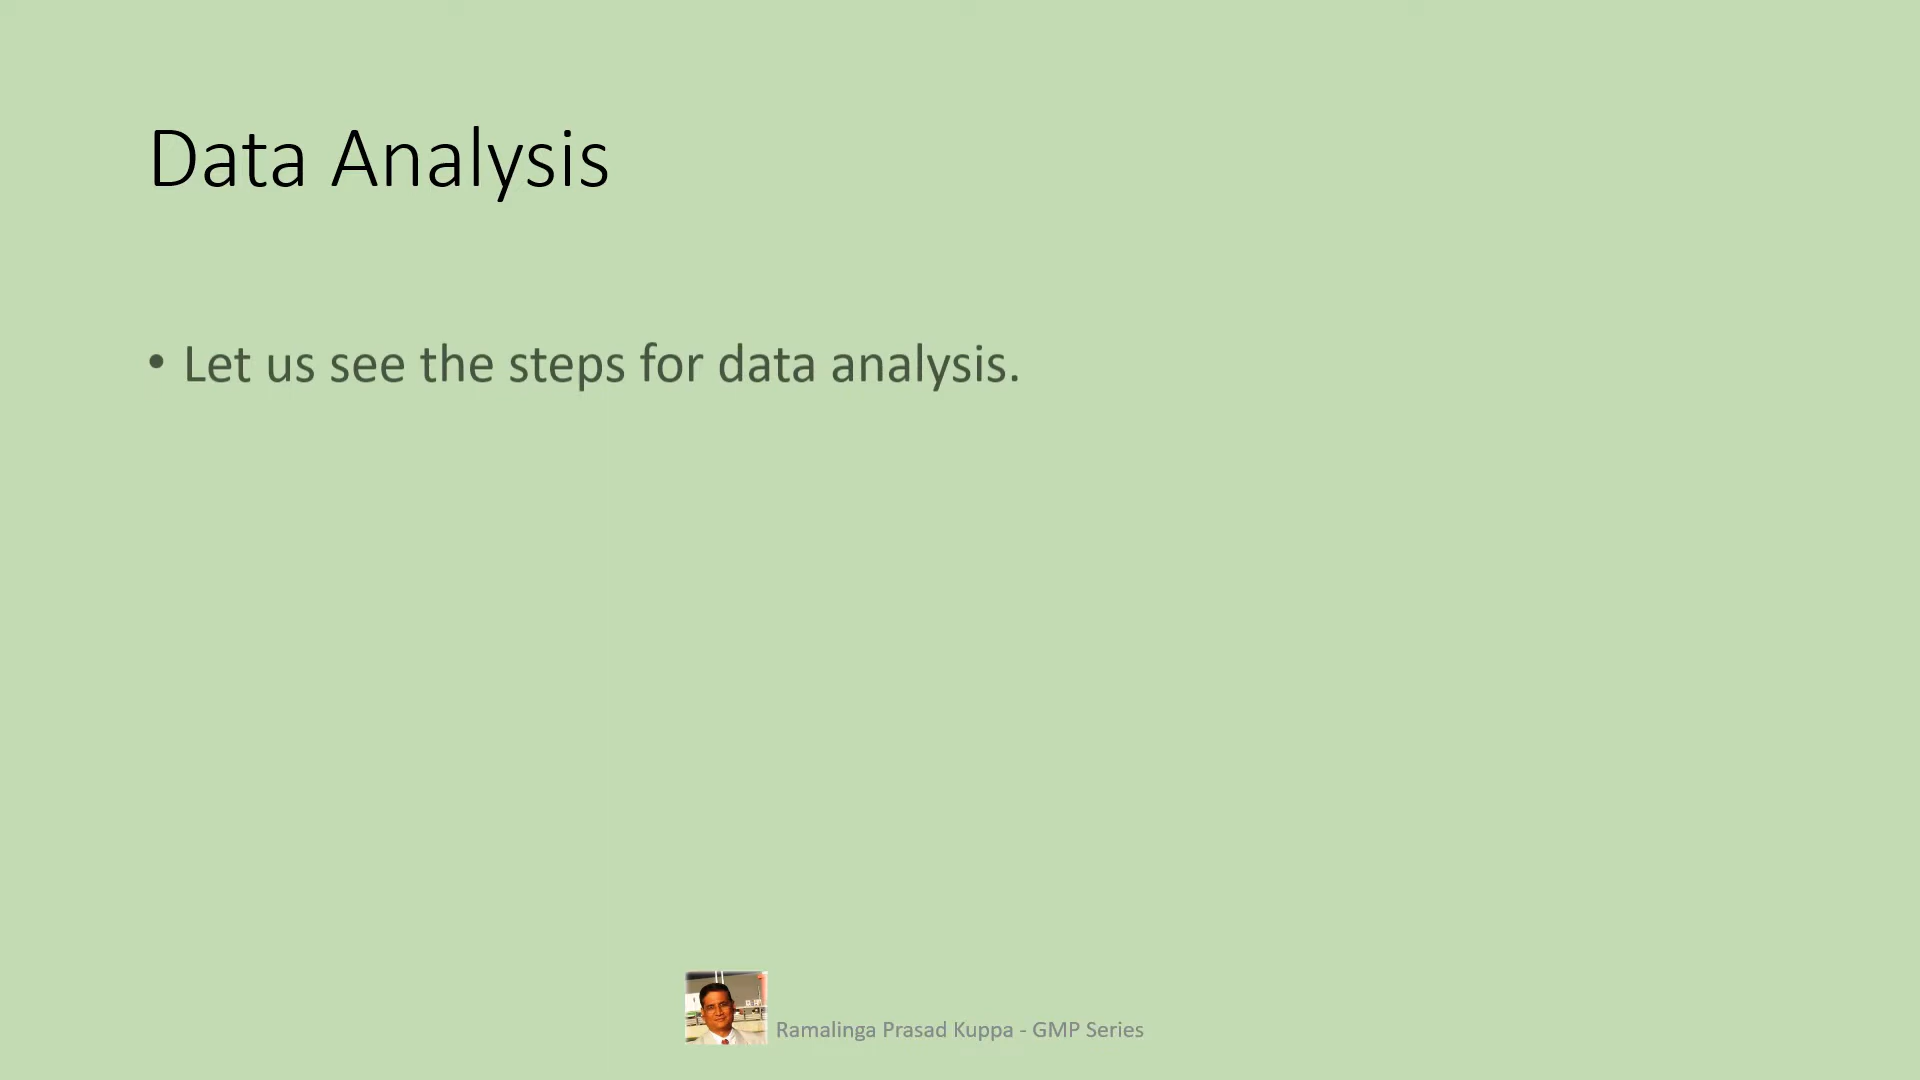 Data Analysis
• Let us see the steps for data analysis.
Ramalinga Prasad Kuppa - GMP Series